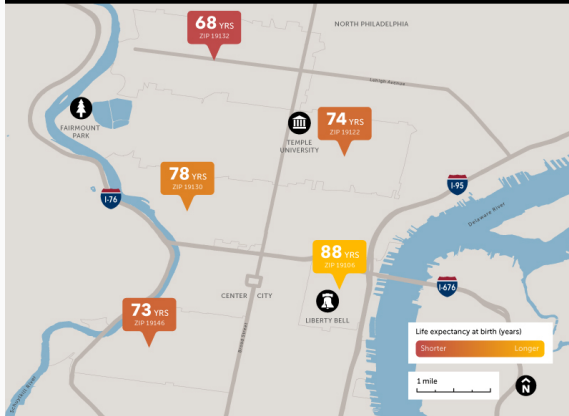 68 YRS
ZIP 19132
NORTH PHILADELPHIA
Lehigh Avenue
FAIRMOUNT
PARK
TEMPLE
UNIVERSITY
74 YRS
ZIP 19122
78 YRS
ZIP 19130
I-76
I-95
Delaware River
88 YRS
ZIP 19106
I-676
CENTER CITY
LIBERTY BELL
73 YRS
ZIP 19146
Broad Street
Schuylkill River
Life expectancy at birth (years)
Shorter Longer
1 mile
N